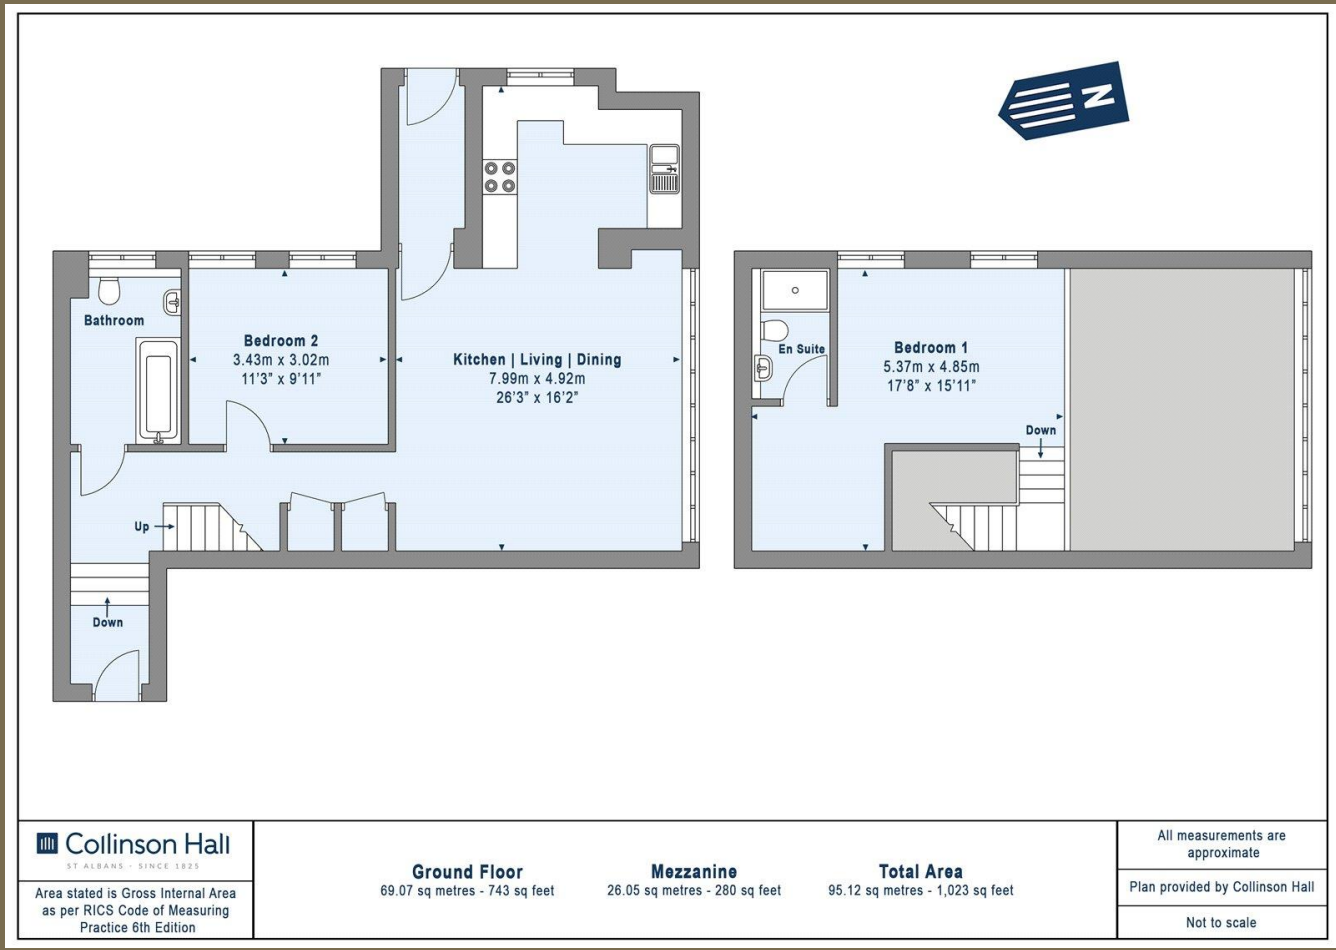 N
Bathroom
Bedroom 2
3.43m x 3.02m
11'3" x 9'11"
Kitchen | Living | Dining
7.99m x 4.92m
26'3" x 16'2"
Up
Down
En Suite
Bedroom 1
5.37m x 4.85m
17'8" x 15'11"
Down
Collinson Hall
ST ALBANS - SINCE 1825
Area stated is Gross Internal Area
as per RICS Code of Measuring
Practice 6th Edition
Ground Floor
69.07 sq metres - 743 sq feet
Mezzanine
26.05 sq metres - 280 sq feet
Total Area
95.12 sq metres - 1,023 sq feet
All measurements are
approximate
Plan provided by Collinson Hall
Not to scale